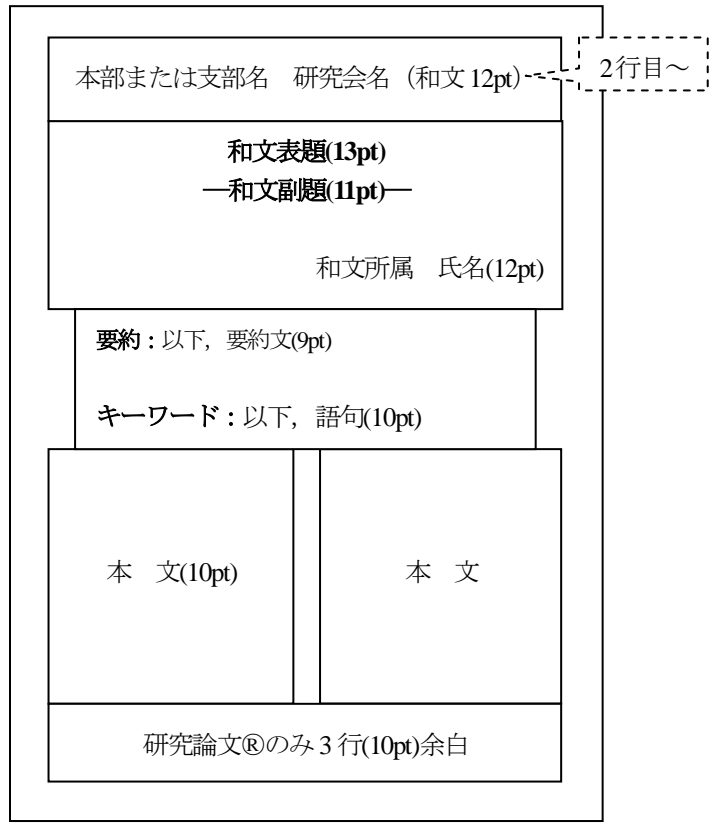 本部または支部名　研究会名（和文 12pt）
2行目～
和文表題(13pt)
―和文副題(11pt)―
和文所属　氏名(12pt)
要約：以下，要約文(9pt)
キーワード：以下，語句(10pt)
本　文(10pt)
本　文
研究論文®のみ 3 行(10pt)余白